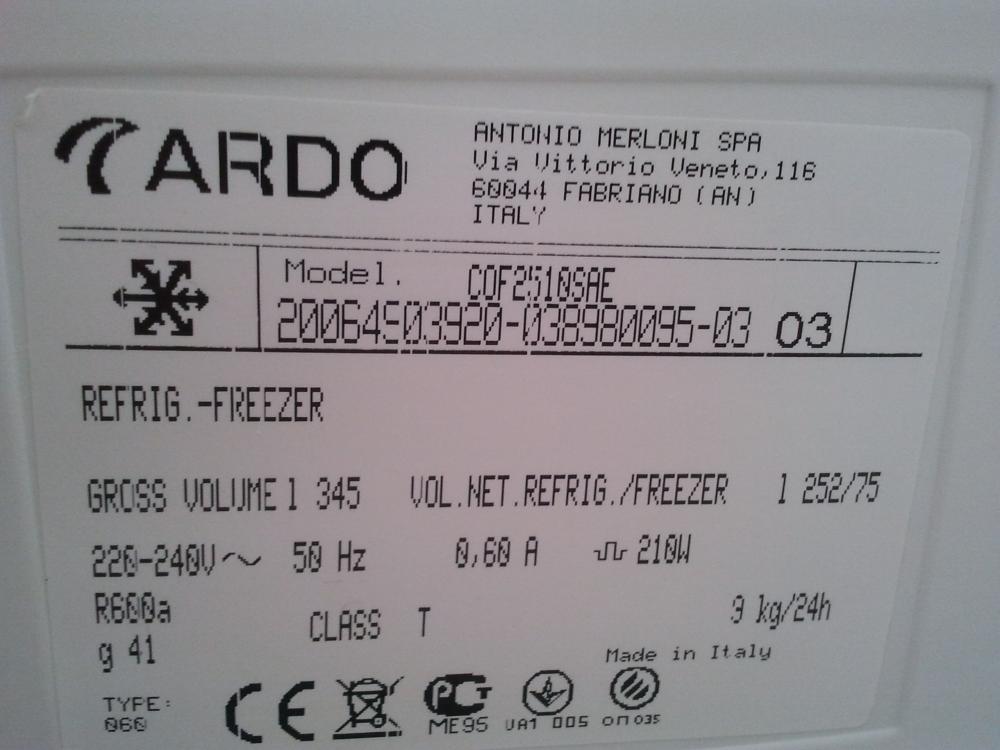 ARDO
ANTONIO MERLONI SPA
Via Vittorio Veneto,116
60044 FABRIANO (AN)
ITALY
Model. COF2510SAE
20064503920-038980095-03 03
REFRIG.-FREEZER
GROSS VOLUME l 345 VOL.NET.REFRIG./FREEZER l 252/75
220-240V~ 50 Hz 0,60 A 210W
R600a
g 41
CLASS T 9 kg/24h
Made in Italy
TYPE:
060
CE
PCT
ME95
UA1 005
ОП 035